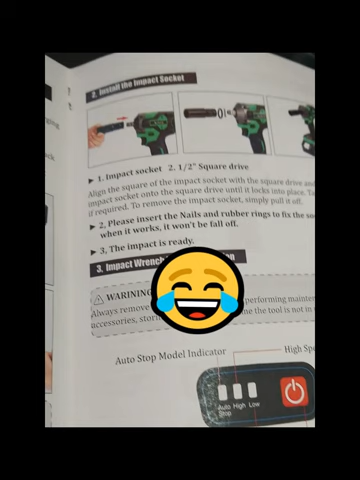 2. Install the Impact Socket
▶ 1. Impact socket 2. 1/2" Square drive
Align the square of the impact socket with the square drive and
impact socket onto the square drive until it locks into place. Ta
if required. To remove the impact socket, simply pull it off.
▶ 2, Please insert the Nails and rubber rings to fix the so
when it works, it won't be fall off.
▶ 3, The impact is ready.
3. Impact Wrench
WARNING
performing mainten
Always remove
the tool is not in
accessories,
Auto Stop Model Indicator
High Sp
Auto High Low
Stop